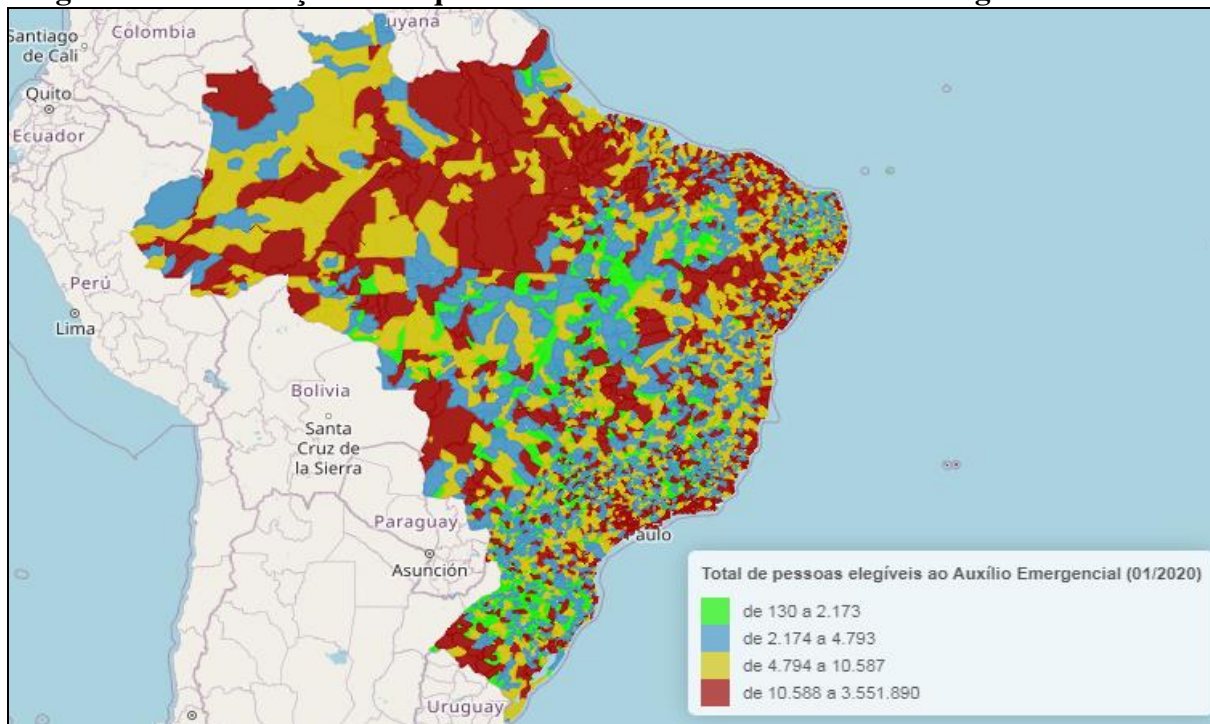 Santiago
de Cali
Colombia
Guyana
Quito
Ecuador
Perú
Lima
Bolivia
Santa
Cruz de
la Sierra
Paraguay
Asunción
Paulo
Uruguay
Total de pessoas elegíveis ao Auxílio Emergencial (01/2020)
de 130 a 2.173
de 2.174 a 4.793
de 4.794 a 10.587
de 10.588 a 3.551.890